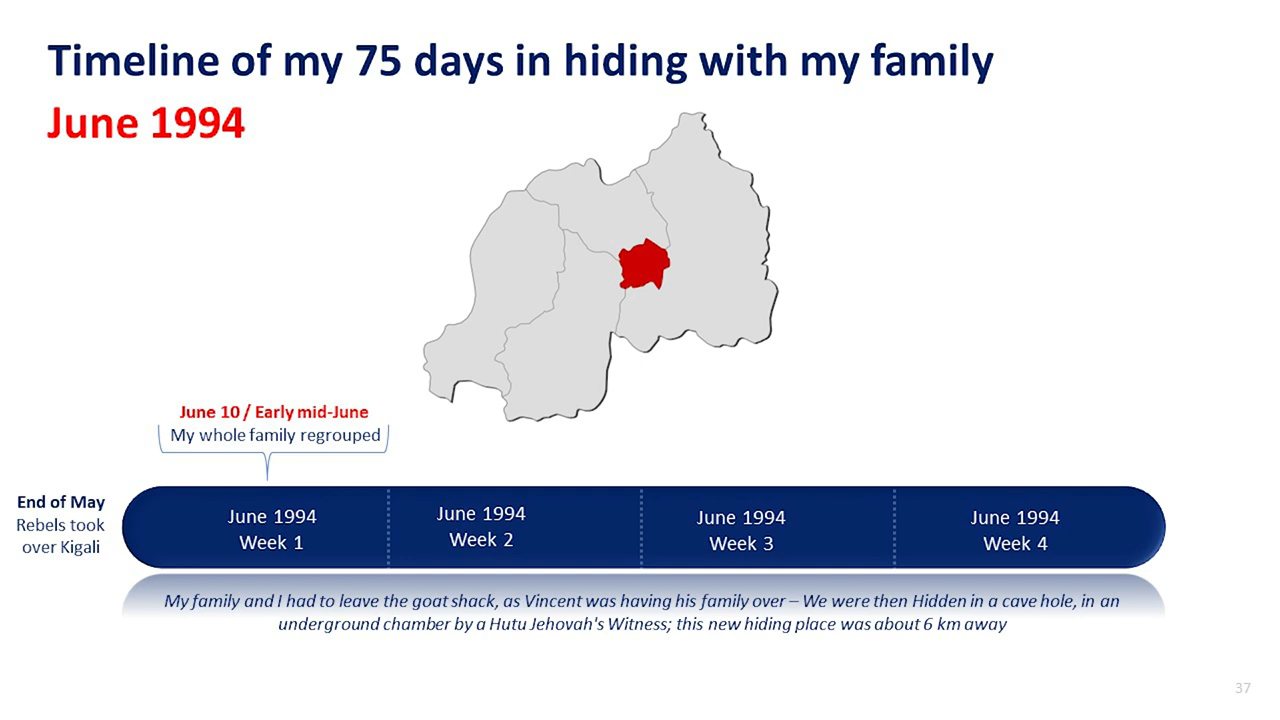 Timeline of my 75 days in hiding with my family
June 1994
June 10 / Early mid-June
My whole family regrouped
End of May
Rebels took
over Kigali
June 1994
Week 1
June 1994
Week 2
June 1994
Week 3
June 1994
Week 4
My family and I had to leave the goat shack, as Vincent was having his family over – We were then Hidden in a cave hole, in an
underground chamber by a Hutu Jehovah's Witness; this new hiding place was about 6 km away
37